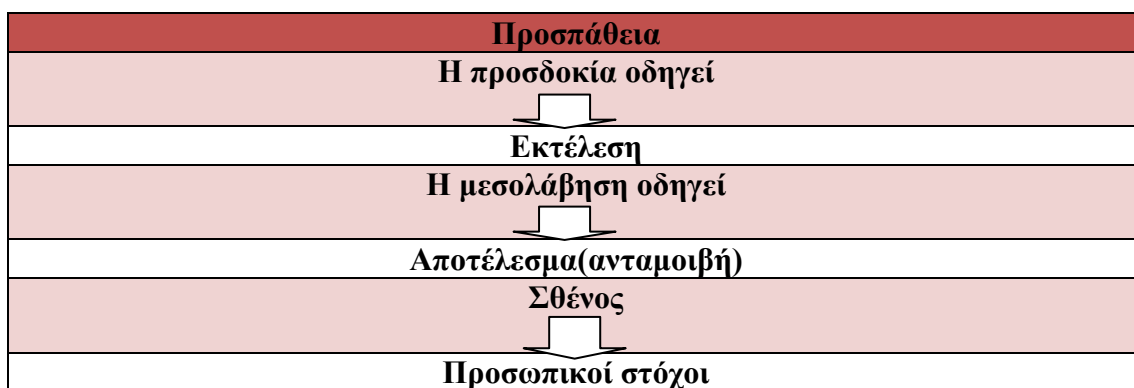 Προσπάθεια
Η προσδοκία οδηγεί
Εκτέλεση
Η μεσολάβηση οδηγεί
Αποτέλεσμα(ανταμοιβή)
Σθένος
Προσωπικοί στόχοι